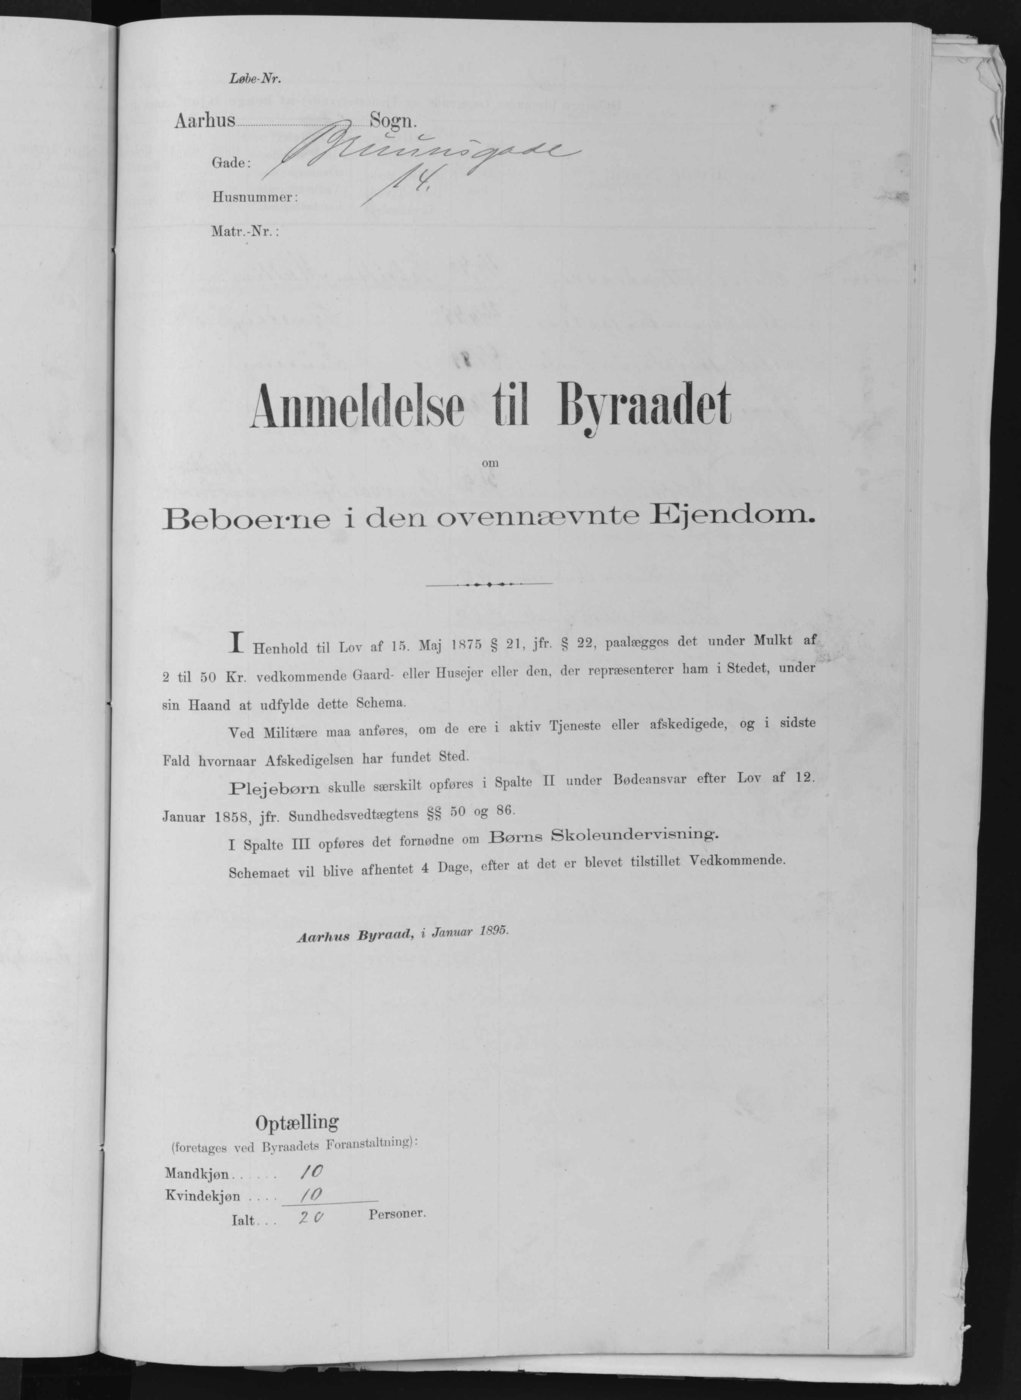 Løbe-Nr.
Aarhus Sogn.
Gade: Bruunsgade
Husnummer: 14.
Matr.-Nr.:
Anmeldelse til Byraadet
om
Beboerne i den ovennævnte Ejendom.
I Henhold til Lov af 15. Maj 1875 § 21, jfr. § 22, paalægges det under Mulkt af
2 til 50 Kr. vedkommende Gaard- eller Husejer eller den, der repræsenterer ham i Stedet, under
sin Haand at udfylde dette Schema.
Ved Militære maa anføres, om de ere i aktiv Tjeneste eller afskedigede, og i sidste
Fald hvornaar Afskedigelsen har fundet Sted.
Plejebørn skulle særskilt opføres i Spalte II under Bødeansvar efter Lov af 12.
Januar 1858, jfr. Sundhedsvedtægtens §§ 50 og 86.
I Spalte III opføres det fornødne om Børns Skoleundervisning.
Schemaet vil blive afhentet 4 Dage, efter at det er blevet tilstillet Vedkommende.
Aarhus Byraad, i Januar 1895.
Optælling
(foretages ved Byraadets Foranstaltning):
Mandkjøn...... 10
Kvindekjøn .... 10
Ialt... 20 Personer.